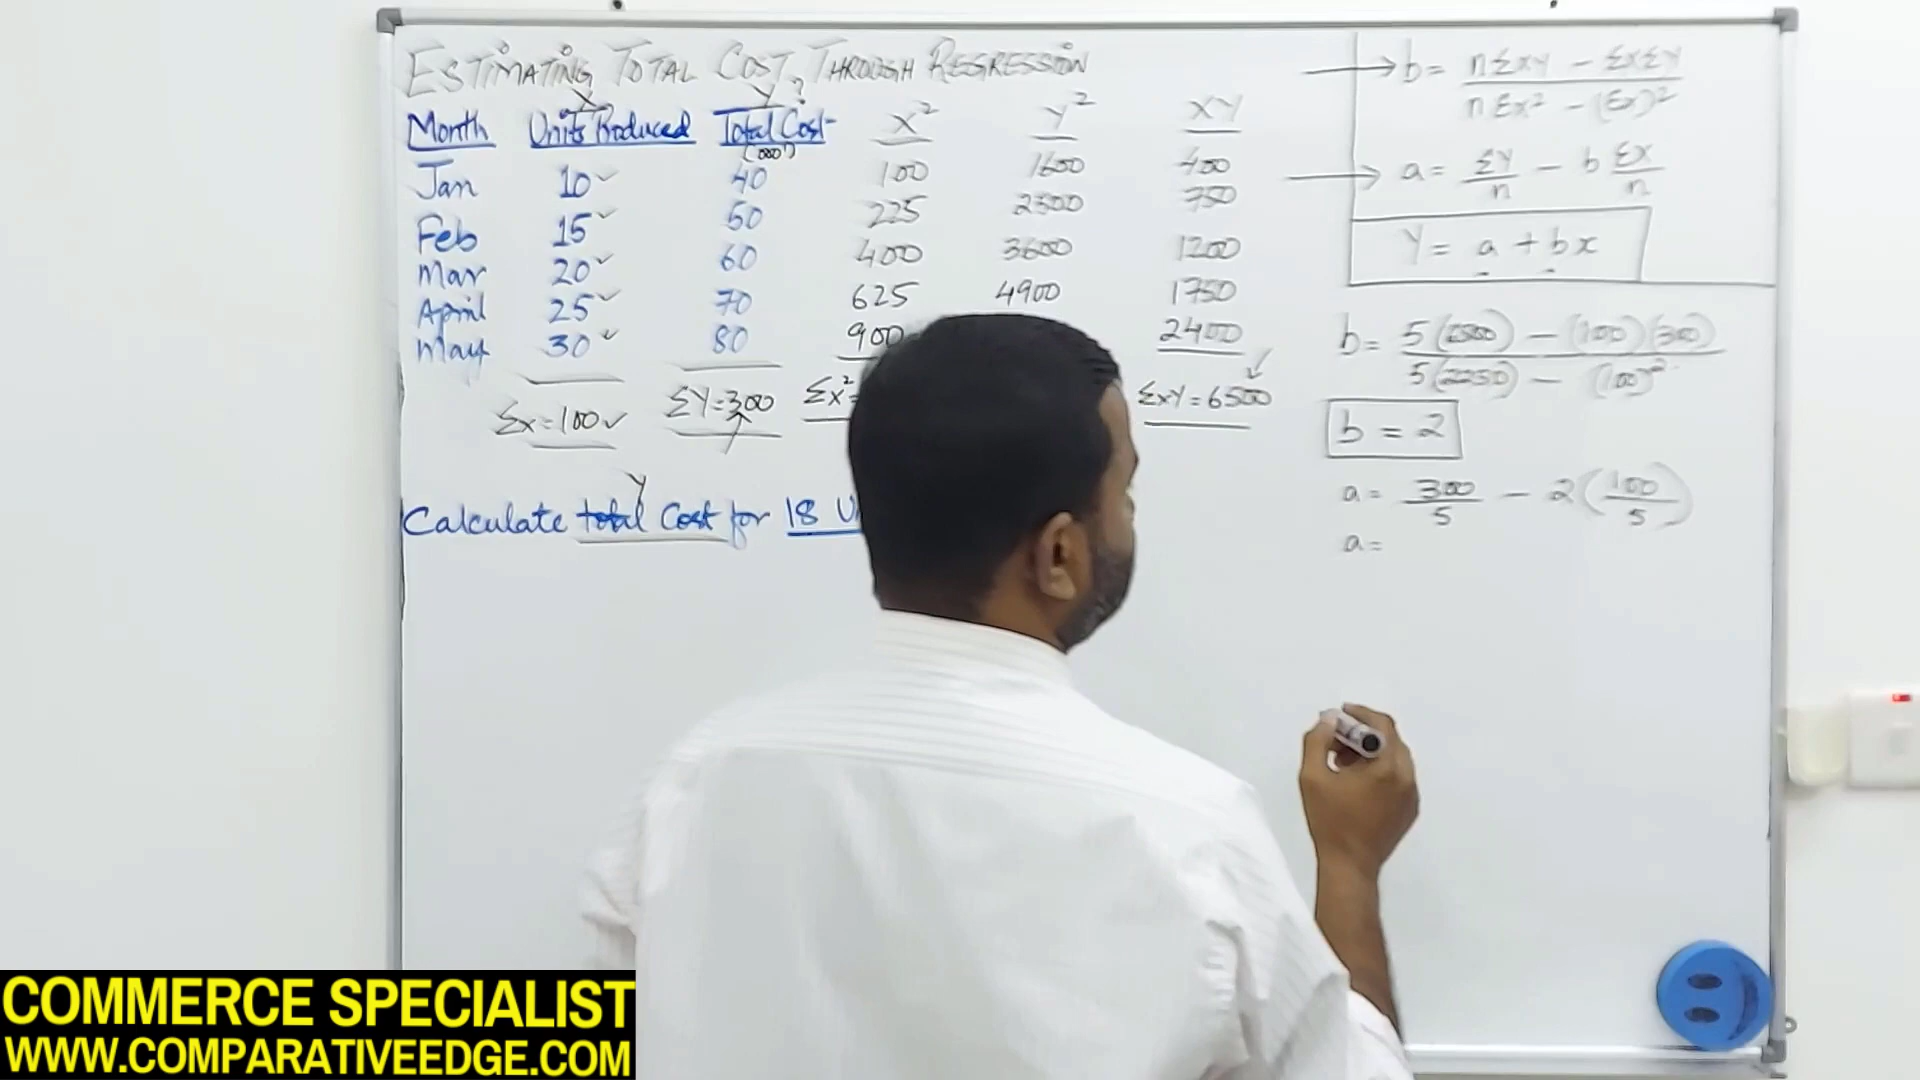 ESTIMATING TOTAL COST THROUGH REGRESSION
X Y
Month Units Produced Total Cost X² Y² XY
(000')
Jan 10 40 100 1600 400
Feb 15 50 225 2500 750
Mar 20 60 400 3600 1200
April 25 70 625 4900 1750
May 30 80 900 2400
Σx=100 ΣY=300 Σx²= ΣxY=6500
Y
Calculate total Cost for 18 U
b= nΣxy - ΣxΣy / nΣx² - (Σx)²
a= ΣY/n - b Σx/n
Y= a + bx
b= 5(6500) - (100)(300) / 5(2250) - (100)²
b = 2
a= 300/5 - 2(100/5)
a=
COMMERCE SPECIALIST
WWW.COMPARATIVEEDGE.COM